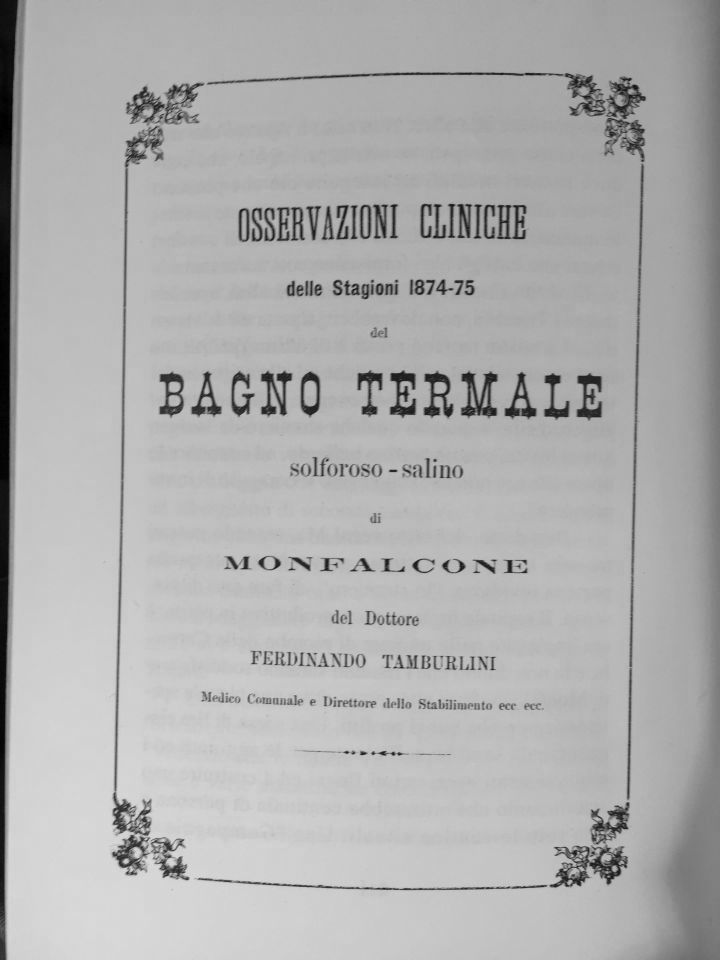 OSSERVAZIONI CLINICHE
delle Stagioni 1874-75
del
BAGNO TERMALE
solforoso-salino
di
MONFALCONE
del Dottore
FERDINANDO TAMBURLINI
Medico Comunale e Direttore dello Stabilimento ecc ecc.